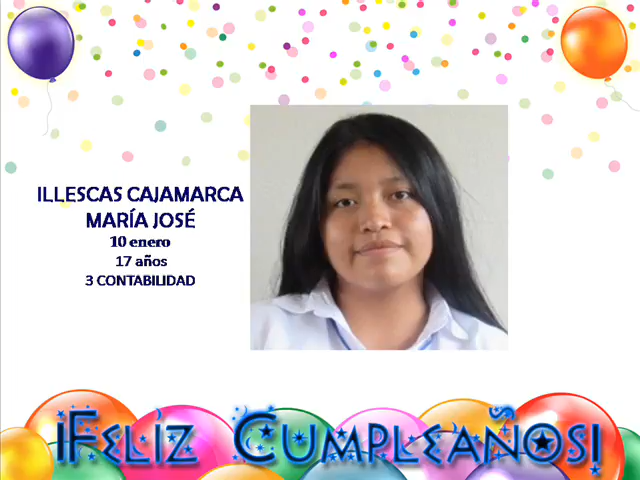 ILLESCAS CAJAMARCA
MARÍA JOSÉ
10 enero
17 años
3 CONTABILIDAD
¡Feliz Cumpleaños!